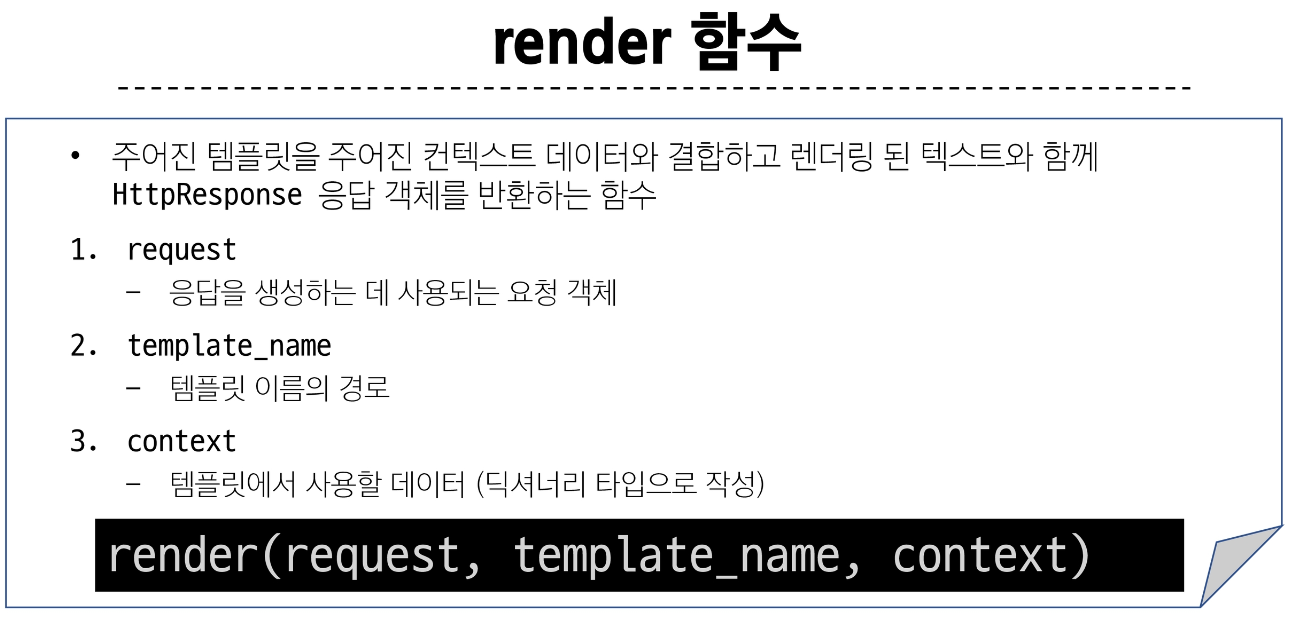 render 함수
• 주어진 템플릿을 주어진 컨텍스트 데이터와 결합하고 렌더링 된 텍스트와 함께
HttpResponse 응답 객체를 반환하는 함수
1. request
– 응답을 생성하는 데 사용되는 요청 객체
2. template_name
– 템플릿 이름의 경로
3. context
– 템플릿에서 사용할 데이터 (딕셔너리 타입으로 작성)
render(request, template_name, context)